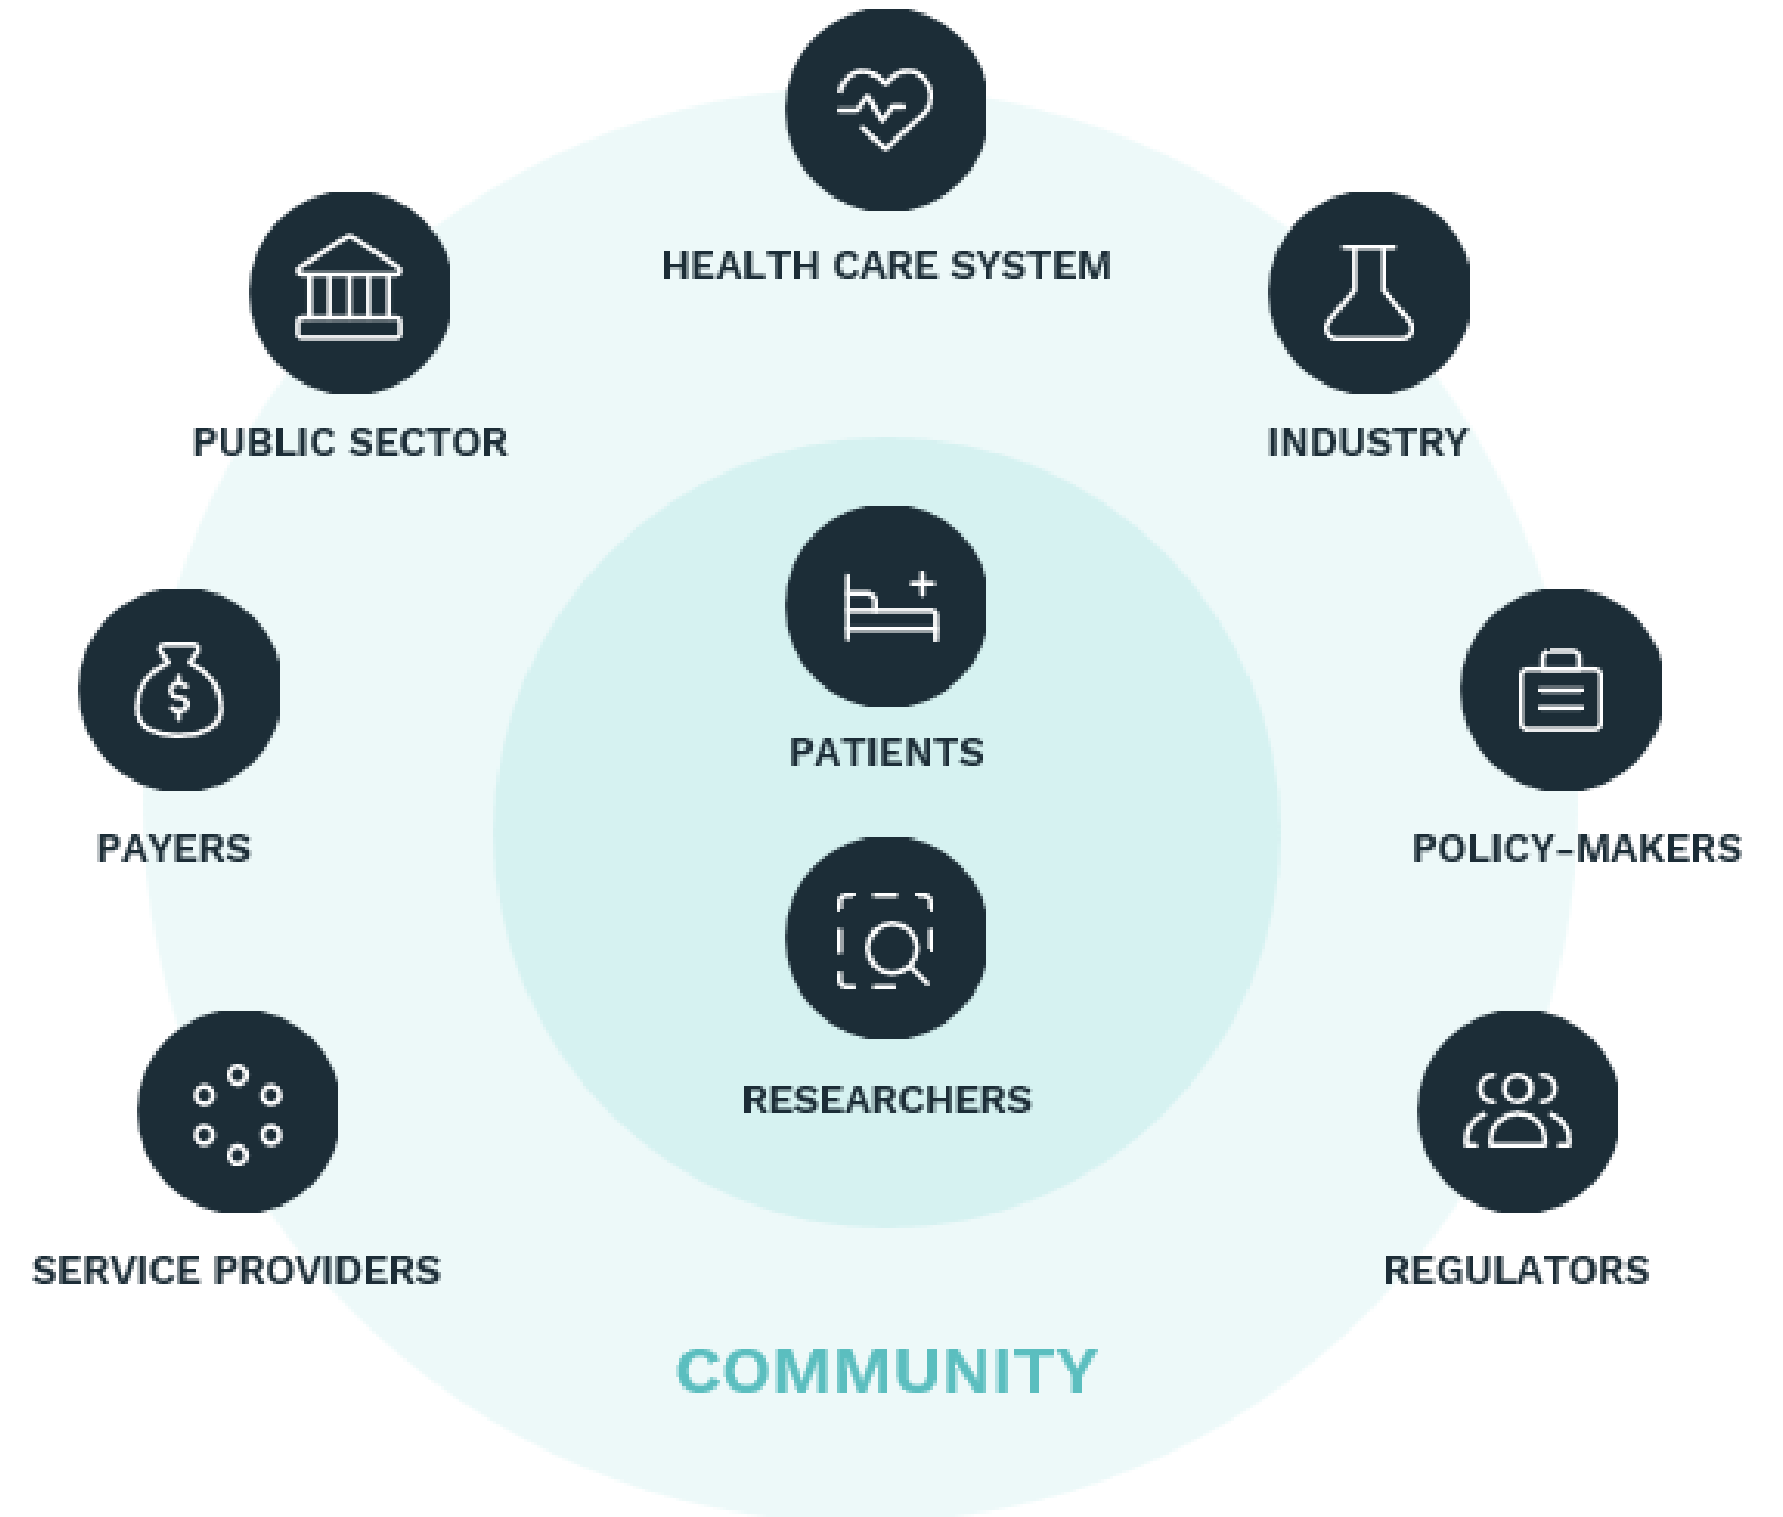 HEALTH CARE SYSTEM
PUBLIC SECTOR
INDUSTRY
PATIENTS
PAYERS
POLICY-MAKERS
RESEARCHERS
SERVICE PROVIDERS
REGULATORS
COMMUNITY